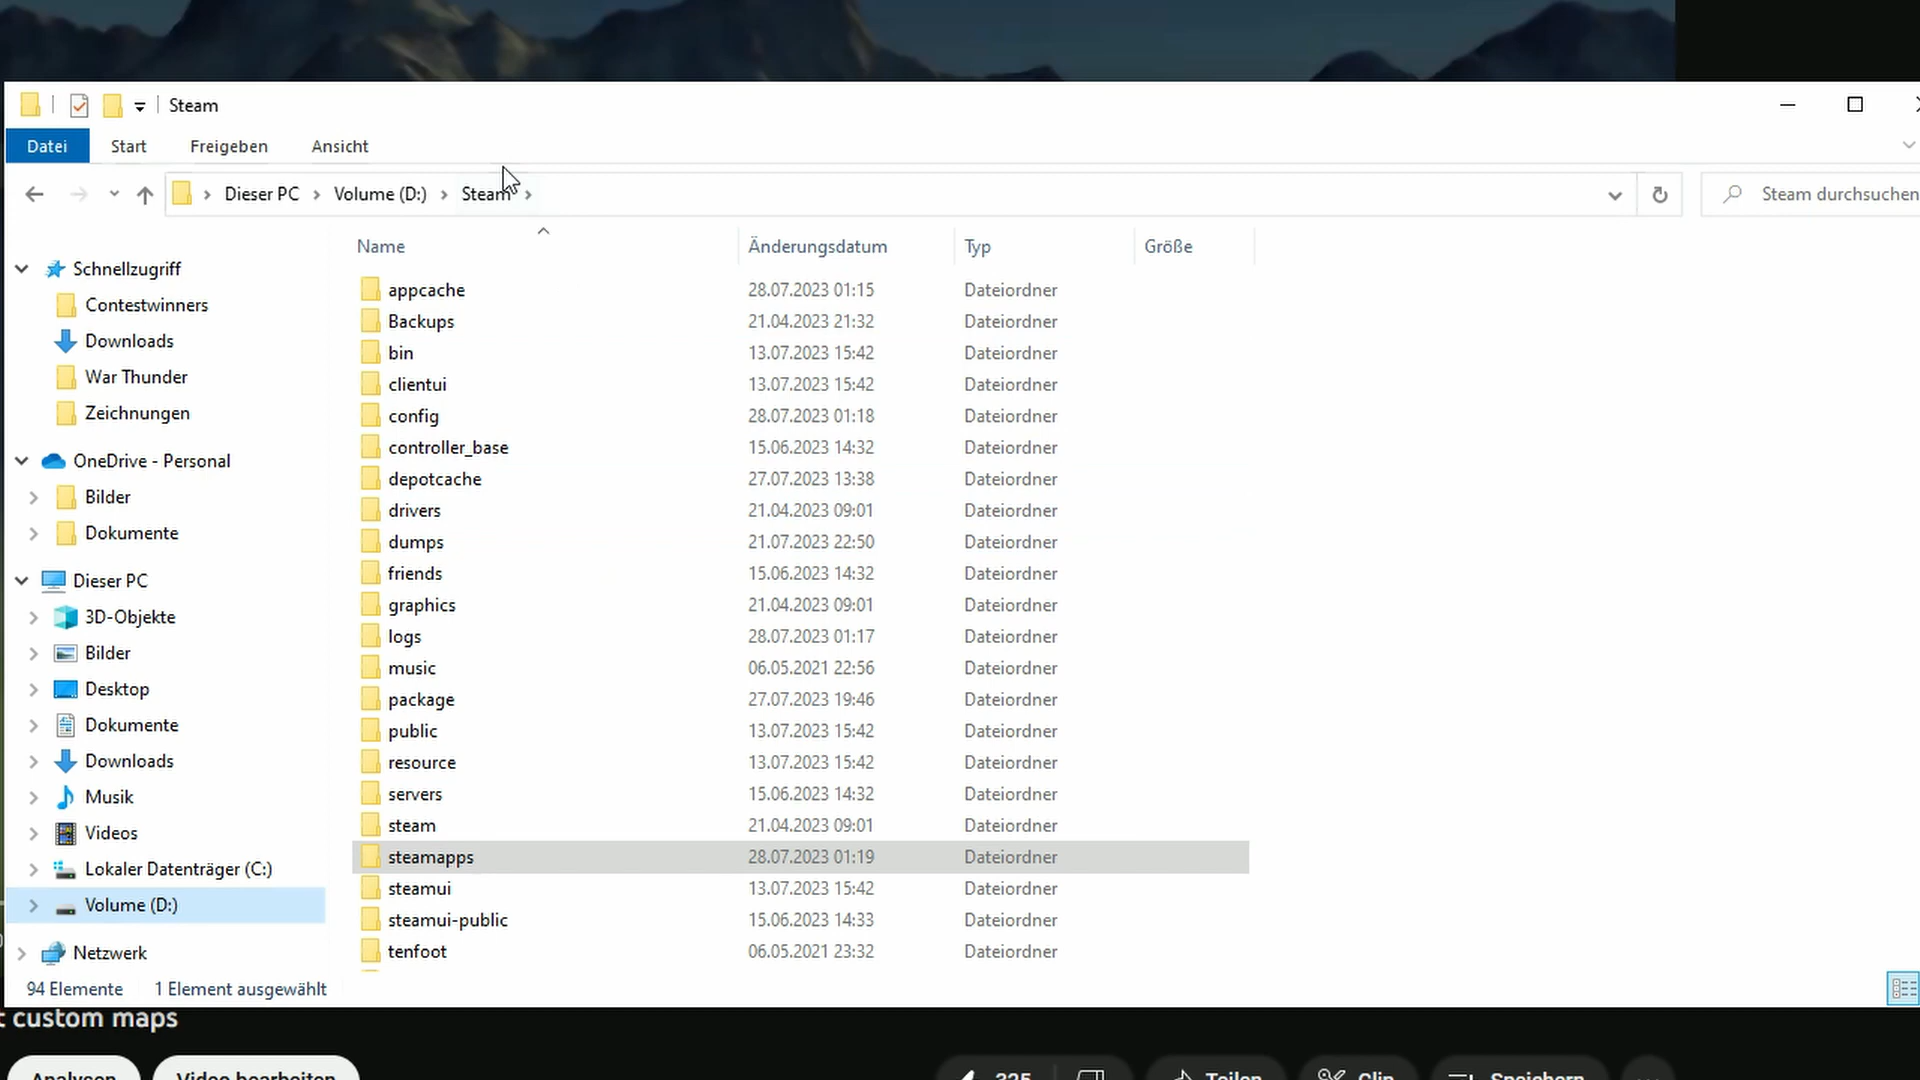 Steam
Datei Start Freigeben Ansicht
Dieser PC Volume (D:) Steam Steam durchsuchen
Name Änderungsdatum Typ Größe
Schnellzugriff
Contestwinners
Downloads
War Thunder
Zeichnungen
OneDrive - Personal
Bilder
Dokumente
Dieser PC
3D-Objekte
Bilder
Desktop
Dokumente
Downloads
Musik
Videos
Lokaler Datenträger (C:)
Volume (D:)
Netzwerk
appcache 28.07.2023 01:15 Dateiordner
Backups 21.04.2023 21:32 Dateiordner
bin 13.07.2023 15:42 Dateiordner
clientui 13.07.2023 15:42 Dateiordner
config 28.07.2023 01:18 Dateiordner
controller_base 15.06.2023 14:32 Dateiordner
depotcache 27.07.2023 13:38 Dateiordner
drivers 21.04.2023 09:01 Dateiordner
dumps 21.07.2023 22:50 Dateiordner
friends 15.06.2023 14:32 Dateiordner
graphics 21.04.2023 09:01 Dateiordner
logs 28.07.2023 01:17 Dateiordner
music 06.05.2021 22:56 Dateiordner
package 27.07.2023 19:46 Dateiordner
public 13.07.2023 15:42 Dateiordner
resource 13.07.2023 15:42 Dateiordner
servers 15.06.2023 14:32 Dateiordner
steam 21.04.2023 09:01 Dateiordner
steamapps 28.07.2023 01:19 Dateiordner
steamui 13.07.2023 15:42 Dateiordner
steamui-public 15.06.2023 14:33 Dateiordner
tenfoot 06.05.2021 23:32 Dateiordner
94 Elemente 1 Element ausgewählt
t custom maps
Analysen Video bearbeiten 325 Teilen Clip Speichern